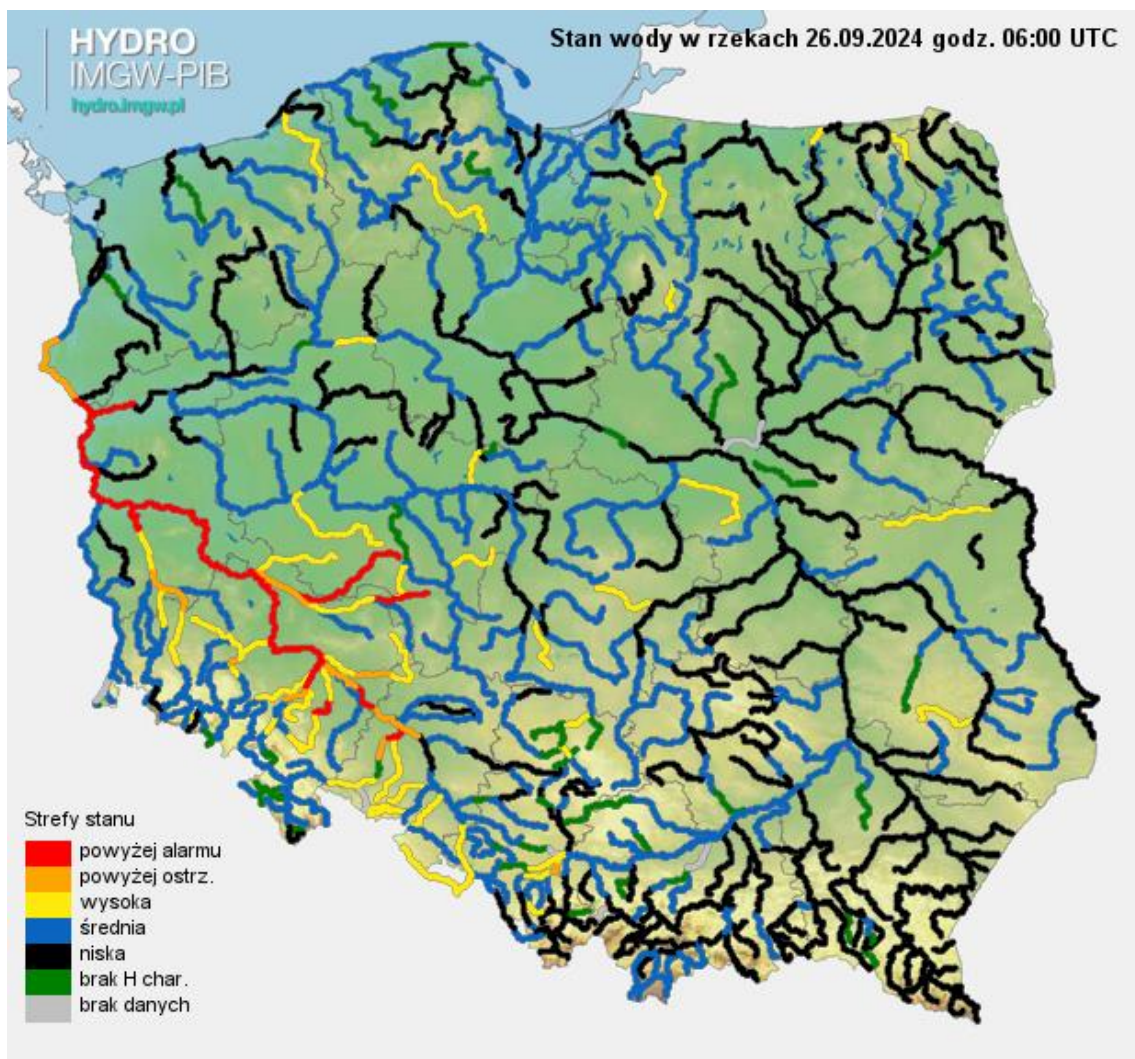 HYDRO
IMGW-PIB
hydro.imgw.pl
Stan wody w rzekach 26.09.2024 godz. 06:00 UTC
Strefy stanu
powyżej alarmu
powyżej ostrz.
wysoka
średnia
niska
brak H char.
brak danych